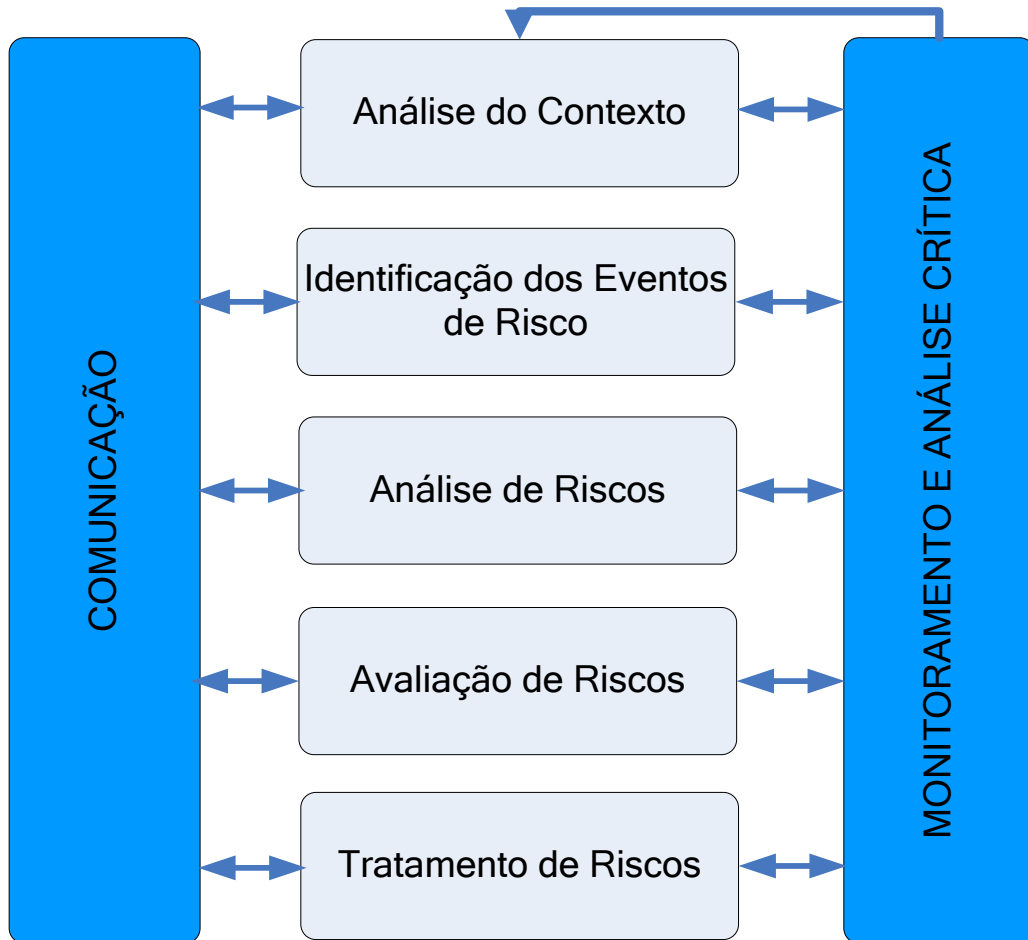 COMUNICAÇÃO
Análise do Contexto
Identificação dos Eventos
de Risco
Análise de Riscos
Avaliação de Riscos
Tratamento de Riscos
MONITORAMENTO E ANÁLISE CRÍTICA